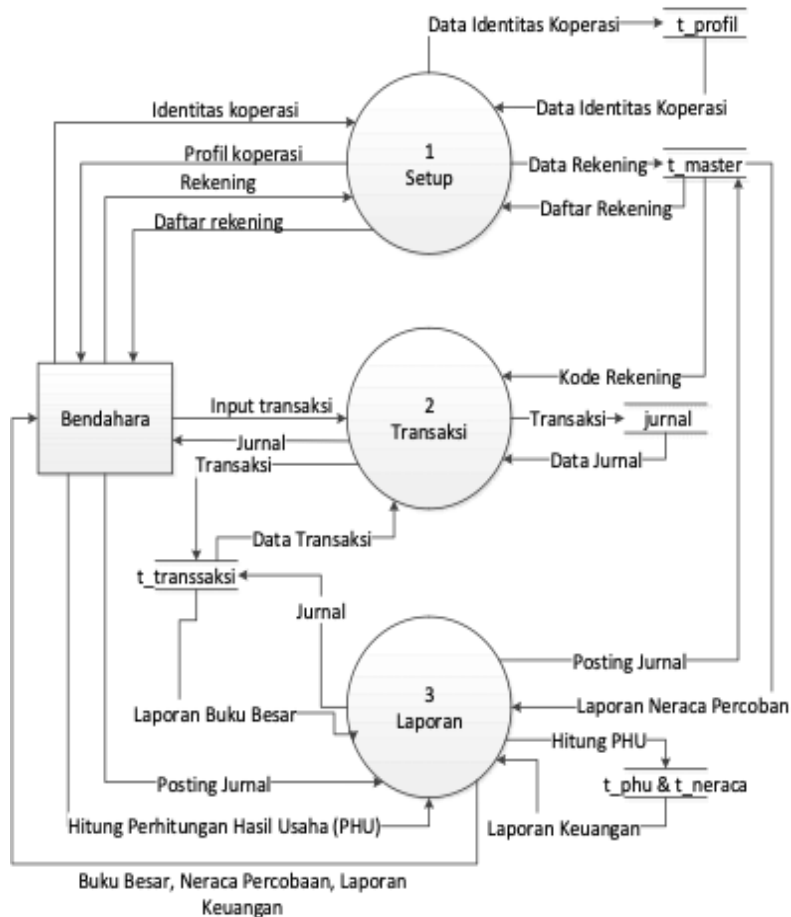 Data Identitas Koperasi
t_profil
Identitas koperasi
Data Identitas Koperasi
Profil koperasi
1
Setup
Data Rekening
t_master
Rekening
Daftar Rekening
Daftar rekening
Kode Rekening
Bendahara
Input transaksi
2
Transaksi
Transaksi
jurnal
Jurnal
Transaksi
Data Jurnal
Data Transaksi
t_transsaksi
Jurnal
Posting Jurnal
3
Laporan
Laporan Buku Besar
Laporan Neraca Percoban
Hitung PHU
Posting Jurnal
t_phu & t_neraca
Hitung Perhitungan Hasil Usaha (PHU)
Laporan Keuangan
Buku Besar, Neraca Percobaan, Laporan
Keuangan